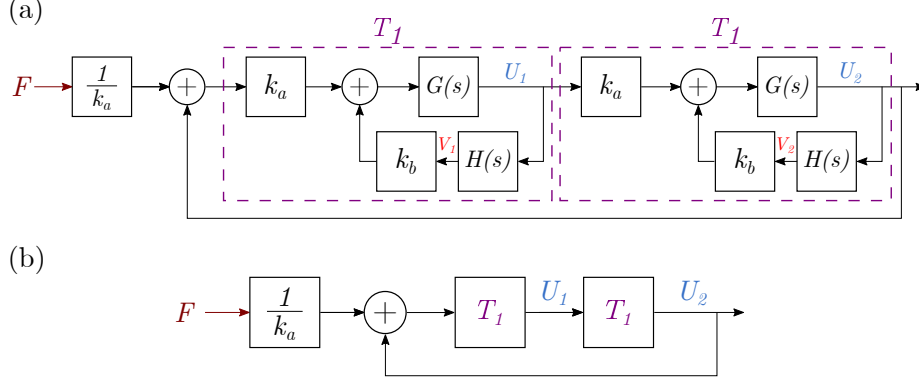 (a)
T1 T1
F 1/ka + ka + G(s) U1 ka + G(s) U2
kb V1 H(s) kb V2 H(s)
(b)
F 1/ka + T1 U1 T1 U2